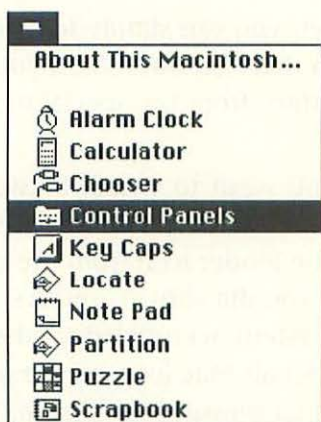 About This Macintosh...
Alarm Clock
Calculator
Chooser
Control Panels
Key Caps
Locate
Note Pad
Partition
Puzzle
Scrapbook